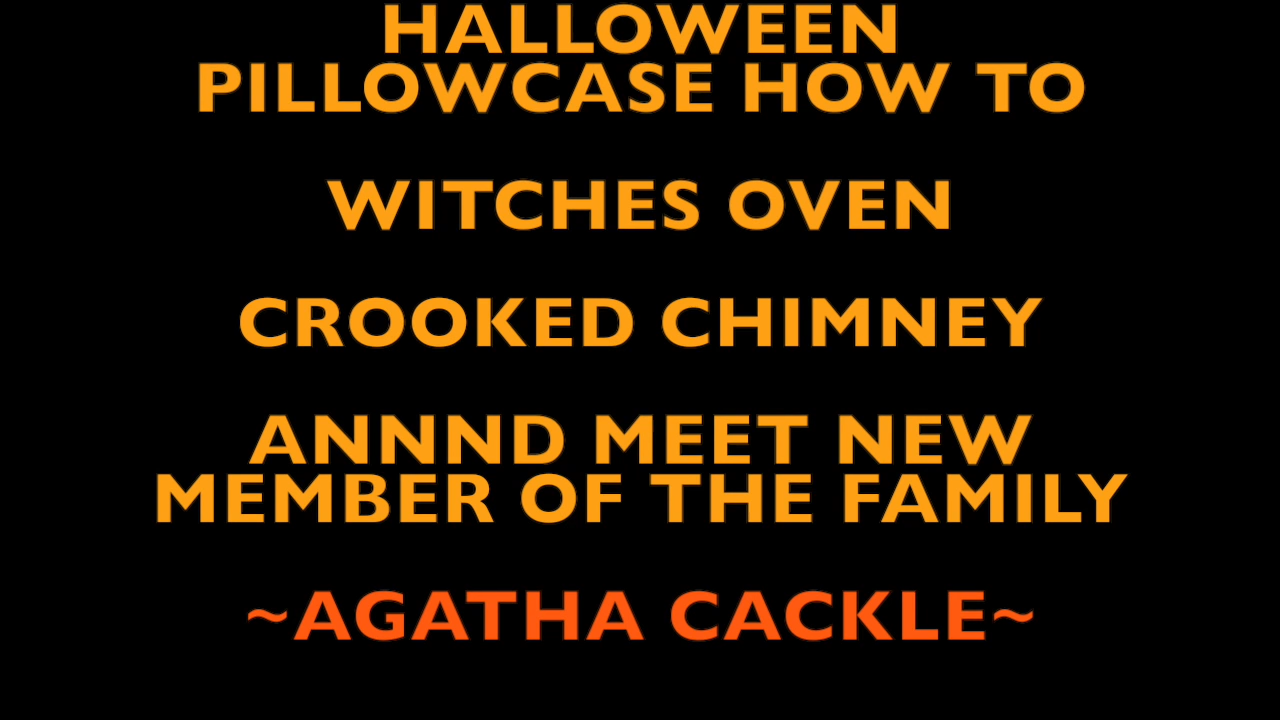 HALLOWEEN
PILLOWCASE HOW TO
WITCHES OVEN
CROOKED CHIMNEY
ANNND MEET NEW
MEMBER OF THE FAMILY
~AGATHA CACKLE~